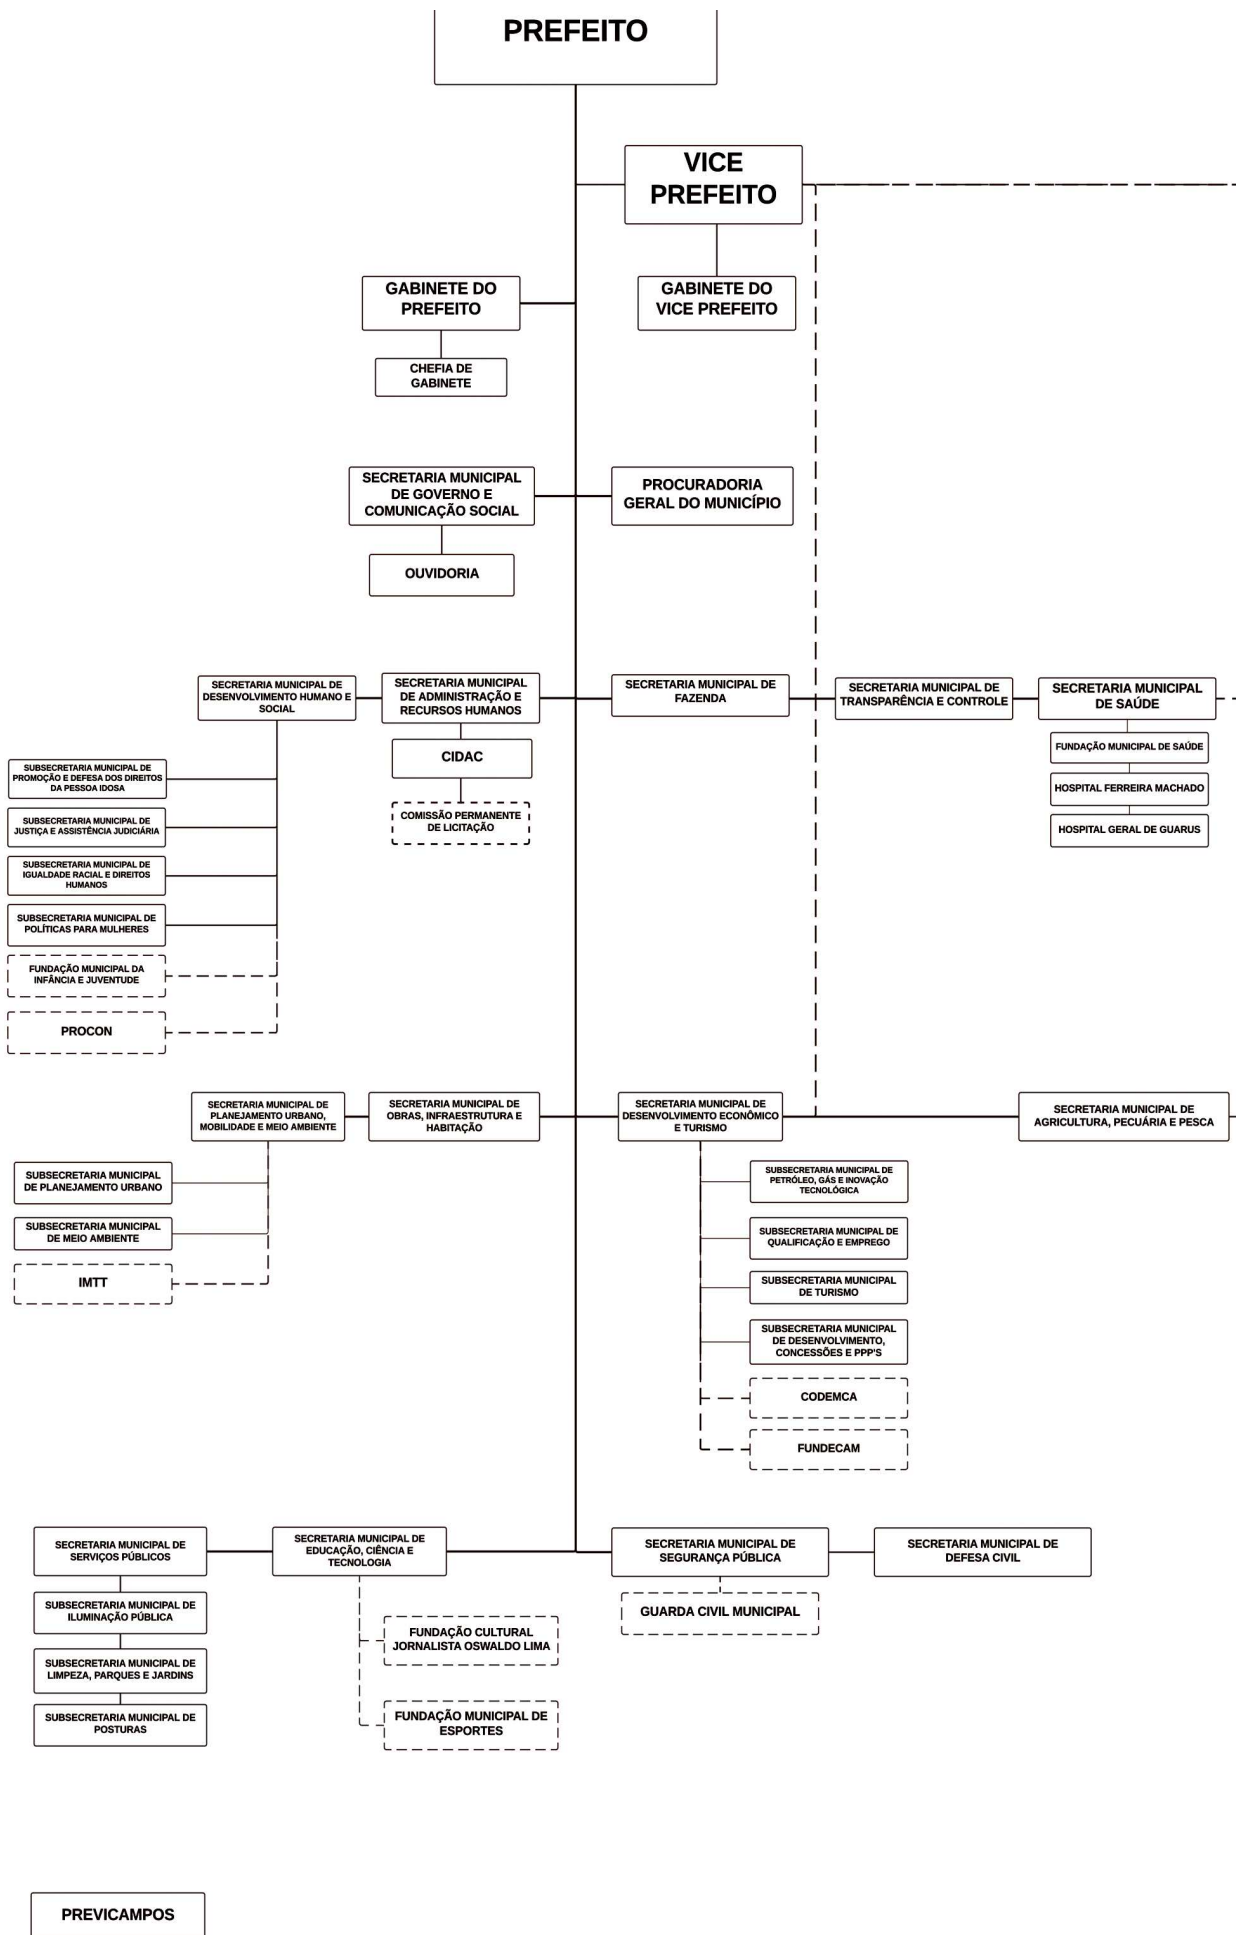 PREFEITO
VICE
PREFEITO
GABINETE DO
PREFEITO
GABINETE DO
VICE PREFEITO
CHEFIA DE
GABINETE
SECRETARIA MUNICIPAL
DE GOVERNO E
COMUNICAÇÃO SOCIAL
PROCURADORIA
GERAL DO MUNICÍPIO
OUVIDORIA
SECRETARIA MUNICIPAL DE
DESENVOLVIMENTO HUMANO E
SOCIAL
SECRETARIA MUNICIPAL
DE ADMINISTRAÇÃO E
RECURSOS HUMANOS
SECRETARIA MUNICIPAL DE
FAZENDA
SECRETARIA MUNICIPAL DE
TRANSPARÊNCIA E CONTROLE
SECRETARIA MUNICIPAL
DE SAÚDE
CIDAC
COMISSÃO PERMANENTE
DE LICITAÇÃO
FUNDAÇÃO MUNICIPAL DE SAÚDE
HOSPITAL FERREIRA MACHADO
HOSPITAL GERAL DE GUARUS
SUBSECRETARIA MUNICIPAL DE
PROMOÇÃO E DEFESA DOS DIREITOS
DA PESSOA IDOSA
SUBSECRETARIA MUNICIPAL DE
JUSTIÇA E ASSISTÊNCIA JUDICIÁRIA
SUBSECRETARIA MUNICIPAL DE
IGUALDADE RACIAL E DIREITOS
HUMANOS
SUBSECRETARIA MUNICIPAL DE
POLÍTICAS PARA MULHERES
FUNDAÇÃO MUNICIPAL DA
INFÂNCIA E JUVENTUDE
PROCON
SECRETARIA MUNICIPAL DE
PLANEJAMENTO URBANO,
MOBILIDADE E MEIO AMBIENTE
SECRETARIA MUNICIPAL DE
OBRAS, INFRAESTRUTURA E
HABITAÇÃO
SECRETARIA MUNICIPAL DE
DESENVOLVIMENTO ECONÔMICO
E TURISMO
SECRETARIA MUNICIPAL DE
AGRICULTURA, PECUÁRIA E PESCA
SUBSECRETARIA MUNICIPAL
DE PLANEJAMENTO URBANO
SUBSECRETARIA MUNICIPAL
DE MEIO AMBIENTE
IMTT
SUBSECRETARIA MUNICIPAL DE
PETRÓLEO, GÁS E INOVAÇÃO
TECNOLÓGICA
SUBSECRETARIA MUNICIPAL DE
QUALIFICAÇÃO E EMPREGO
SUBSECRETARIA MUNICIPAL
DE TURISMO
SUBSECRETARIA MUNICIPAL
DE DESENVOLVIMENTO,
CONCESSÕES E PPP'S
CODEMCA
FUNDECAM
SECRETARIA MUNICIPAL DE
SERVIÇOS PÚBLICOS
SECRETARIA MUNICIPAL DE
EDUCAÇÃO, CIÊNCIA E
TECNOLOGIA
SECRETARIA MUNICIPAL DE
SEGURANÇA PÚBLICA
SECRETARIA MUNICIPAL DE
DEFESA CIVIL
SUBSECRETARIA MUNICIPAL DE
ILUMINAÇÃO PÚBLICA
SUBSECRETARIA MUNICIPAL DE
LIMPEZA, PARQUES E JARDINS
SUBSECRETARIA MUNICIPAL DE
POSTURAS
FUNDAÇÃO CULTURAL
JORNALISTA OSWALDO LIMA
FUNDAÇÃO MUNICIPAL DE
ESPORTES
GUARDA CIVIL MUNICIPAL
PREVICAMPOS